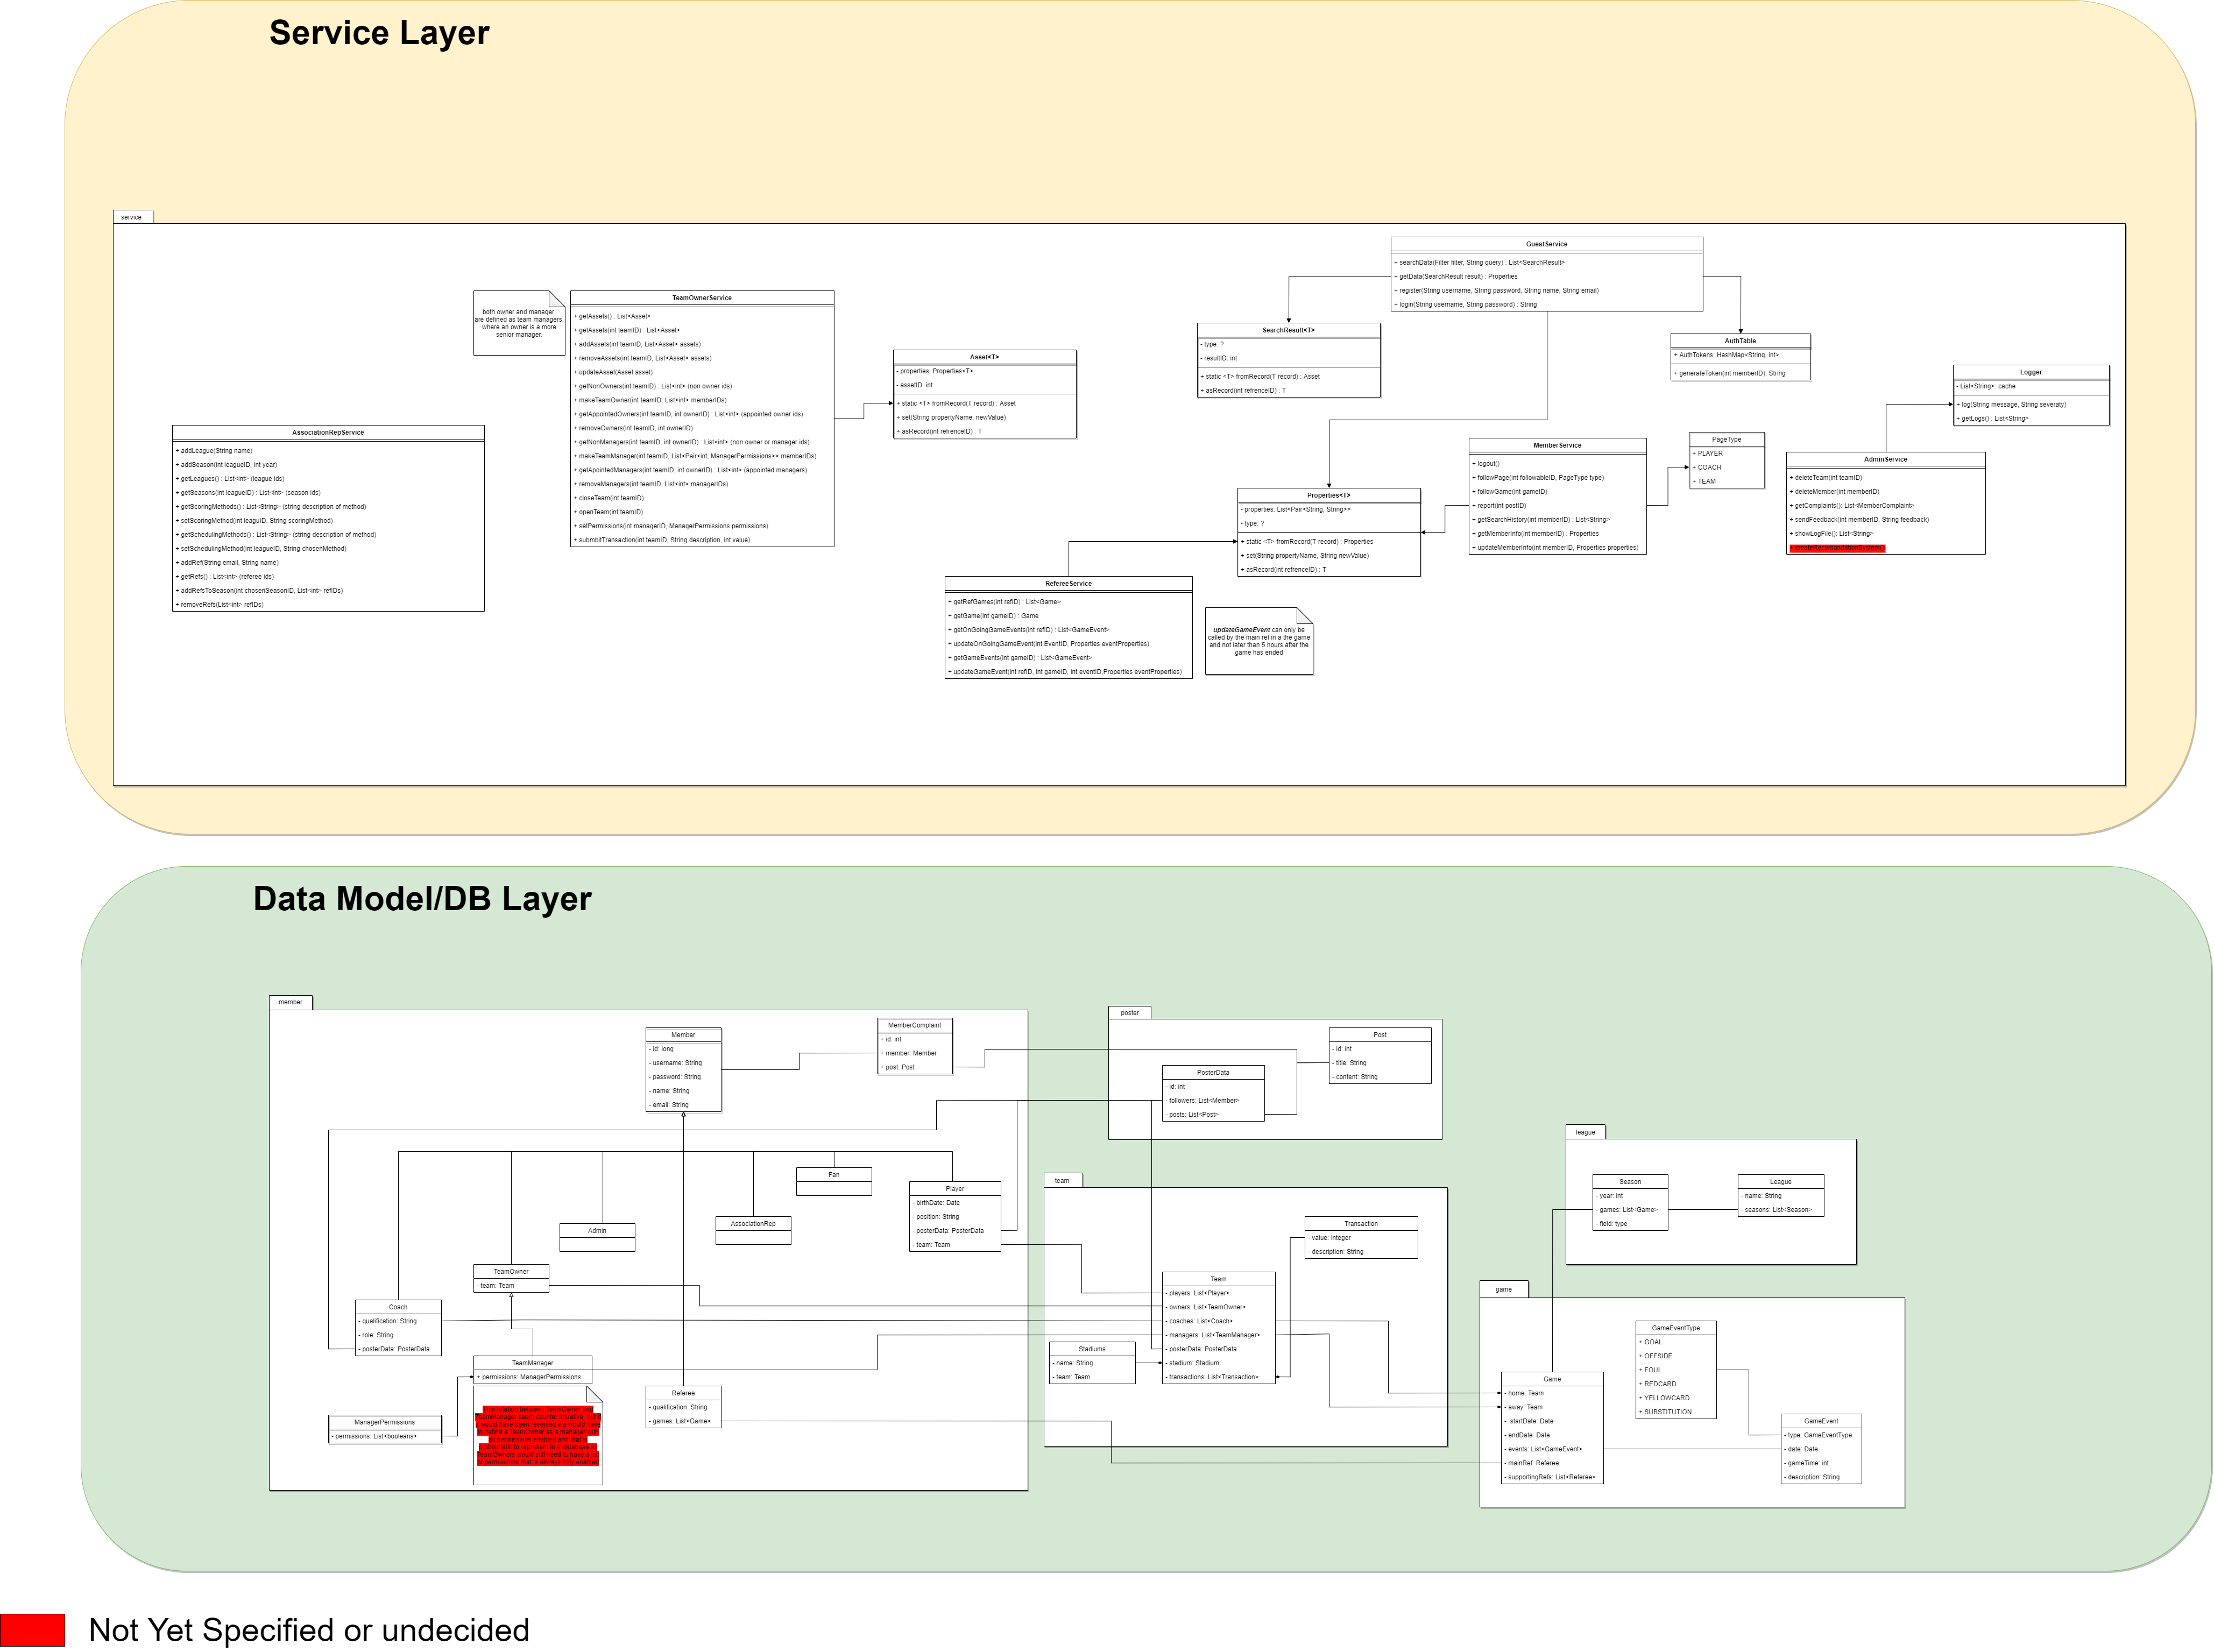 Service Layer
service
GuestService
+ searchData(Filter filter, String query) : List<SearchResult>
+ getData(SearchResult result) : Properties
+ register(String username, String password, String name, String email)
+ login(String username, String password) : String
both owner and manager
are defined as team managers.
where an owner is a more
senior manager.
TeamOwnerService
+ getAssets() : List<Asset>
+ getAssets(int teamID) : List<Asset>
+ addAssets(int teamID, List<Asset> assets)
+ removeAssets(int teamID, List<Asset> assets)
+ updateAsset(Asset asset)
+ getNonOwners(int teamID) : List<int> (non owner ids)
+ makeTeamOwner(int teamID, List<int> memberIDs)
+ getAppointedOwners(int teamID, int ownerID) : List<int> (appointed owner ids)
+ removeOwners(int teamID, int ownerID)
+ getNonManagers(int teamID, int ownerID) : List<int> (non owner or manager ids)
+ makeTeamManager(int teamID, List<Pair<int, ManagerPermissions>> memberIDs)
+ getApointedManagers(int teamID, int ownerID) : List<int> (appointed managers)
+ removeManagers(int teamID, List<int> managerIDs)
+ closeTeam(int teamID)
+ openTeam(int teamID)
+ setPermissions(int managerID, ManagerPermissions permissions)
+ submbitTransaction(int teamID, String description, int value)
Asset<T>
- properties: Properties<T>
- assetID: int
+ static <T> fromRecord(T record) : Asset
+ set(String propertyName, newValue)
+ asRecord(int refrenceID) : T
SearchResult<T>
- type: ?
- resultID: int
+ static <T> fromRecord(T record) : Asset
+ asRecord(int refrenceID) : T
AuthTable
+ AuthTokens: HashMap<String, int>
+ generateToken(int memberID): String
Logger
- List<String>: cache
+ log(String message, String severaty)
+ getLogs() : List<String>
AssociationRepService
+ addLeague(String name)
+ addSeason(int leagueID, int year)
+ getLeagues() : List<int> (league ids)
+ getSeasons(int leagueID) : List<int> (season ids)
+ getScoringMethods() : List<String> (string description of method)
+ setScoringMethod(int leaguID, String scoringMethod)
+ getSchedulingMethods() : List<String> (string description of method)
+ setSchedulingMethod(int leagueID, String chosenMethod)
+ addRef(String email, String name)
+ getRefs() : List<int> (referee ids)
+ addRefsToSeason(int chosenSeasonID, List<int> refIDs)
+ removeRefs(List<int> refIDs)
MemberService
+ logout()
+ followPage(int followableID, PageType type)
+ followGame(int gameID)
+ report(int postID)
+ getSearchHistory(int memberID) : List<String>
+ getMemberInfo(int memberID) : Properties
+ updateMemberInfo(int memberID, Properties properties)
PageType
+ PLAYER
+ COACH
+ TEAM
AdminService
+ deleteTeam(int teamID)
+ deleteMember(int memberID)
+ getComplaints(): List<MemberComplaint>
+ sendFeedback(int memberID, String feedback)
+ showLogFile(): List<String>
+ createRecomandationSystem()
Properties<T>
- properties: List<Pair<String, String>>
- type: ?
+ static <T> fromRecord(T record) : Properties
+ set(String propertyName, String newValue)
+ asRecord(int refrenceID) : T
RefereeService
+ getRefGames(int refID) : List<Game>
+ getGame(int gameID) : Game
+ getOnGoingGameEvents(int refID) : List<GameEvent>
+ updateOnGoingGameEvent(int EventID, Properties eventProperties)
+ getGameEvents(int gameID) : List<GameEvent>
+ updateGameEvent(int refID, int gameID, int eventID,Properties eventProperties)
updateGameEvent can only be
called by the main ref in a the game
and not later than 5 hours after the
game has ended
Data Model/DB Layer
member
Member
- id: long
- username: String
- password: String
- name: String
- email: String
MemberComplaint
+ id: int
+ member: Member
+ post: Post
poster
Post
- id: int
- title: String
- content: String
PosterData
- id: int
- followers: List<Member>
- posts: List<Post>
Fan
Player
- birthDate: Date
- position: String
- posterData: PosterData
- team: Team
Admin
AssociationRep
TeamOwner
- team: Team
Coach
- qualification: String
- role: String
- posterData: PosterData
TeamManager
+ permissions: ManagerPermissions
ManagerPermissions
- permissions: List<booleans>
This relation between TeamOwner and
TeamManager seem counter intuetive, but if
it would have been reversed we would have
to define a TeamOwner as a manager with
all permissions enabled and that is
problamatic to represent in a database as
TeamOwners would still need to have a list
of permissions that is allways fully enabled
Referee
- qualification: String
- games: List<Game>
team
Transaction
- value: integer
- description: String
Team
- players: List<Player>
- owners: List<TeamOwner>
- coaches: List<Coach>
- managers: List<TeamManager>
- posterData: PosterData
- stadium: Stadium
- transactions: List<Transaction>
Stadiums
- name: String
- team: Team
league
Season
- year: int
- games: List<Game>
- field: type
League
- name: String
- seasons: List<Season>
game
GameEventType
+ GOAL
+ OFFSIDE
+ FOUL
+ REDCARD
+ YELLOWCARD
+ SUBSTITUTION
Game
- home: Team
- away: Team
- startDate: Date
- endDate: Date
- events: List<GameEvent>
- mainRef: Referee
- supportingRefs: List<Referee>
GameEvent
- type: GameEventType
- date: Date
- gameTime: int
- description: String
Not Yet Specified or undecided